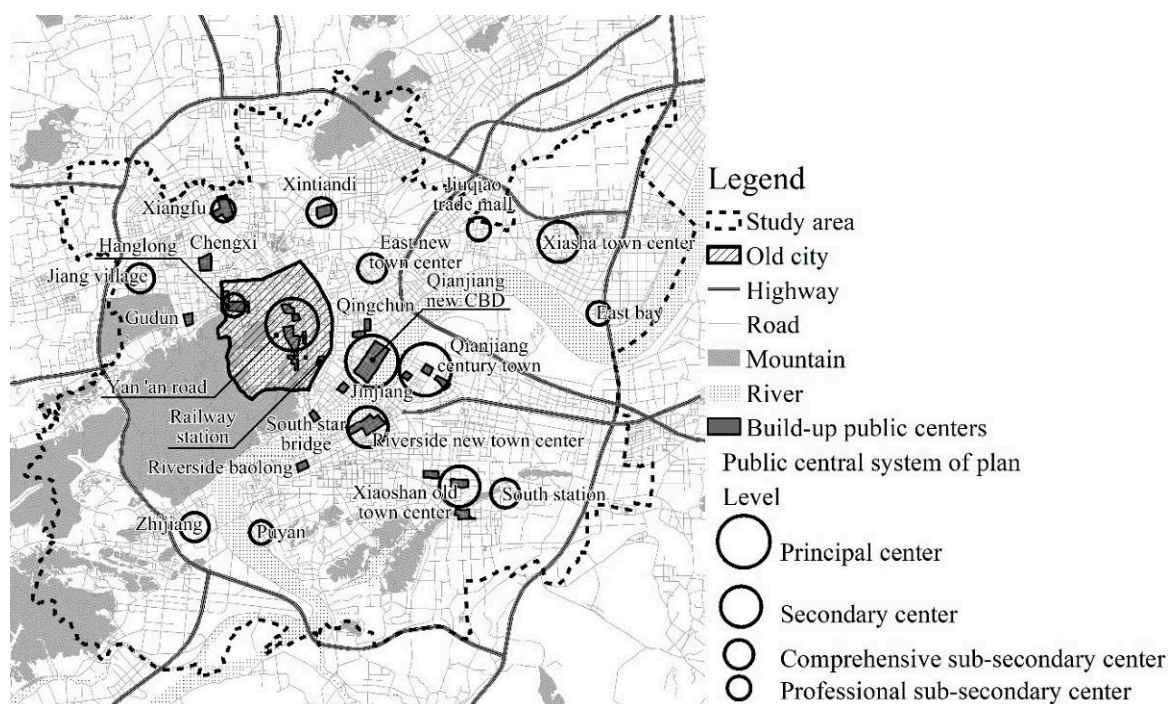 Xiangfu
Xintiandi
Jiuqiao
trade mall
Hanglong
Chengxi
East new
town center
Xiasha town center
Jiang village
Qianjiang
new CBD
Gudun
Qingchun
East bay
Qianjiang
century town
Yan 'an road
Jinjiang
Railway
station
South star
bridge
Riverside new town center
Riverside baolong
Xiaoshan old
town center
South station
Zhijiang
Puyan
Legend
Study area
Old city
Highway
Road
Mountain
River
Build-up public centers
Public central system of plan
Level
Principal center
Secondary center
Comprehensive sub-secondary center
Professional sub-secondary center